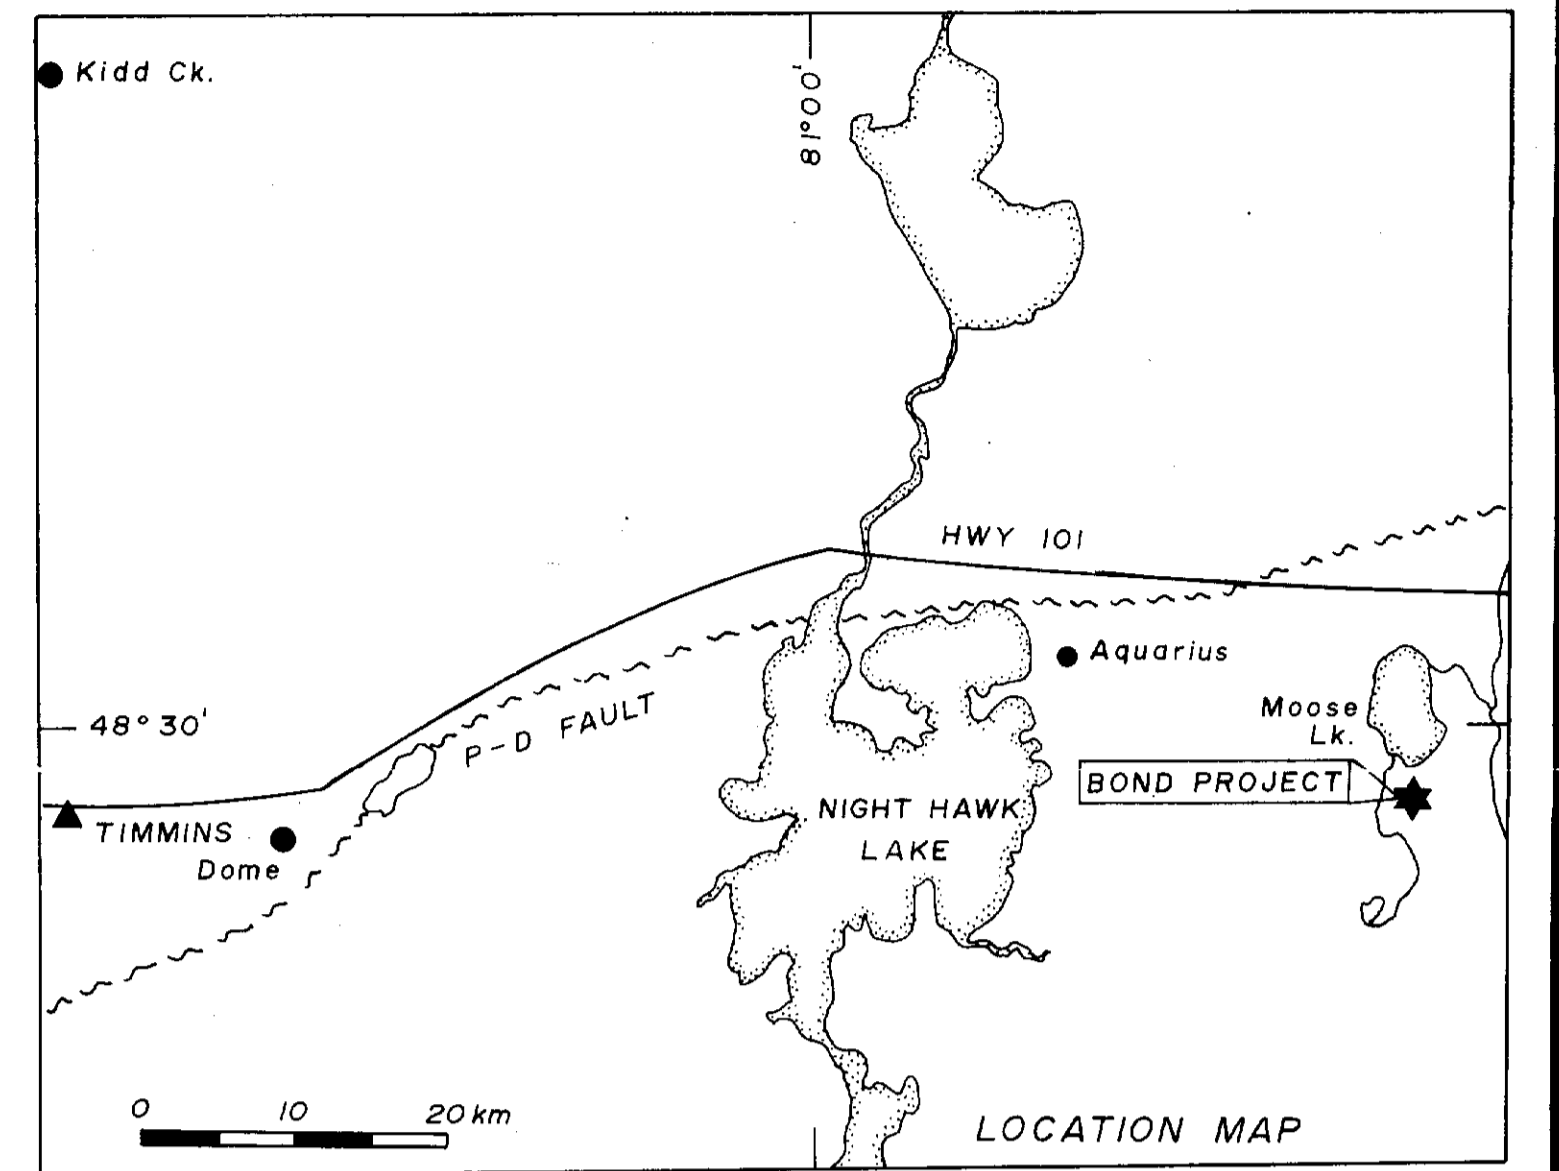 Kidd Ck.
81°00'
HWY 101
Aquarius
48°30'
P-D FAULT
Moose
Lk.
BOND PROJECT
NIGHT HAWK
LAKE
TIMMINS
Dome
0 10 20 km
LOCATION MAP